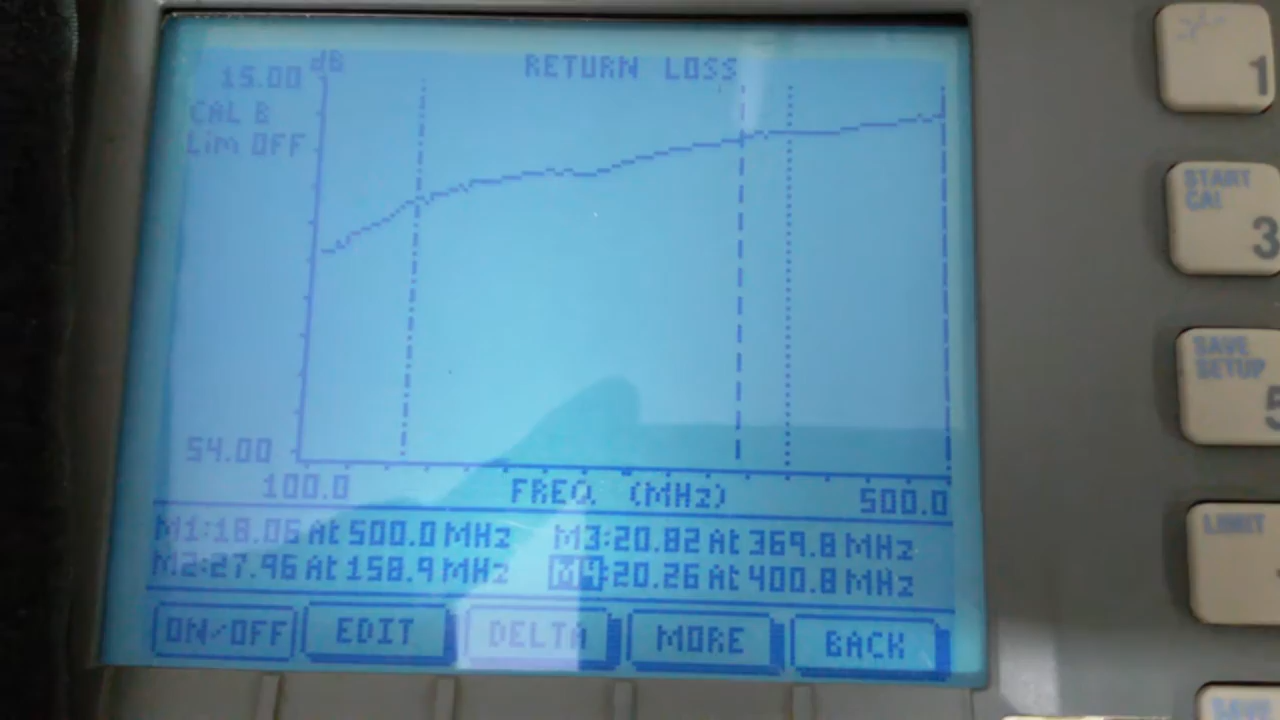 dB RETURN LOSS
15.00
CAL B
Lim OFF
54.00
100.0 FREQ (MHz) 500.0
M1:18.05 At 500.0 MHz M3:20.82 At 369.8 MHz
M2:27.96 At 158.9 MHz M4:20.26 At 400.8 MHz
ON/OFF EDIT DELTA MORE BACK
1
START
CAL
3
SAVE
SETUP
5
LIMIT